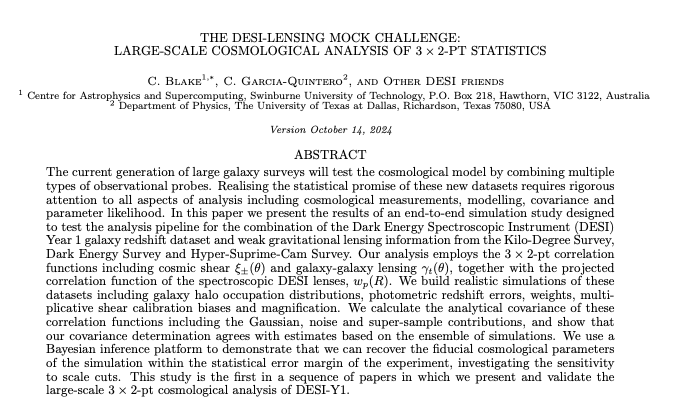 THE DESI-LENSING MOCK CHALLENGE:
LARGE-SCALE COSMOLOGICAL ANALYSIS OF 3 × 2-PT STATISTICS
C. Blake¹,*, C. Garcia-Quintero², and Other DESI friends
¹ Centre for Astrophysics and Supercomputing, Swinburne University of Technology, P.O. Box 218, Hawthorn, VIC 3122, Australia
² Department of Physics, The University of Texas at Dallas, Richardson, Texas 75080, USA
Version October 14, 2024
ABSTRACT
The current generation of large galaxy surveys will test the cosmological model by combining multiple
types of observational probes. Realising the statistical promise of these new datasets requires rigorous
attention to all aspects of analysis including cosmological measurements, modelling, covariance and
parameter likelihood. In this paper we present the results of an end-to-end simulation study designed
to test the analysis pipeline for the combination of the Dark Energy Spectroscopic Instrument (DESI)
Year 1 galaxy redshift dataset and weak gravitational lensing information from the Kilo-Degree Survey,
Dark Energy Survey and Hyper-Suprime-Cam Survey. Our analysis employs the 3 × 2-pt correlation
functions including cosmic shear ξ±(θ) and galaxy-galaxy lensing γt(θ), together with the projected
correlation function of the spectroscopic DESI lenses, wp(R). We build realistic simulations of these
datasets including galaxy halo occupation distributions, photometric redshift errors, weights, multi-
plicative shear calibration biases and magnification. We calculate the analytical covariance of these
correlation functions including the Gaussian, noise and super-sample contributions, and show that
our covariance determination agrees with estimates based on the ensemble of simulations. We use a
Bayesian inference platform to demonstrate that we can recover the fiducial cosmological parameters
of the simulation within the statistical error margin of the experiment, investigating the sensitivity
to scale cuts. This study is the first in a sequence of papers in which we present and validate the
large-scale 3 × 2-pt cosmological analysis of DESI-Y1.